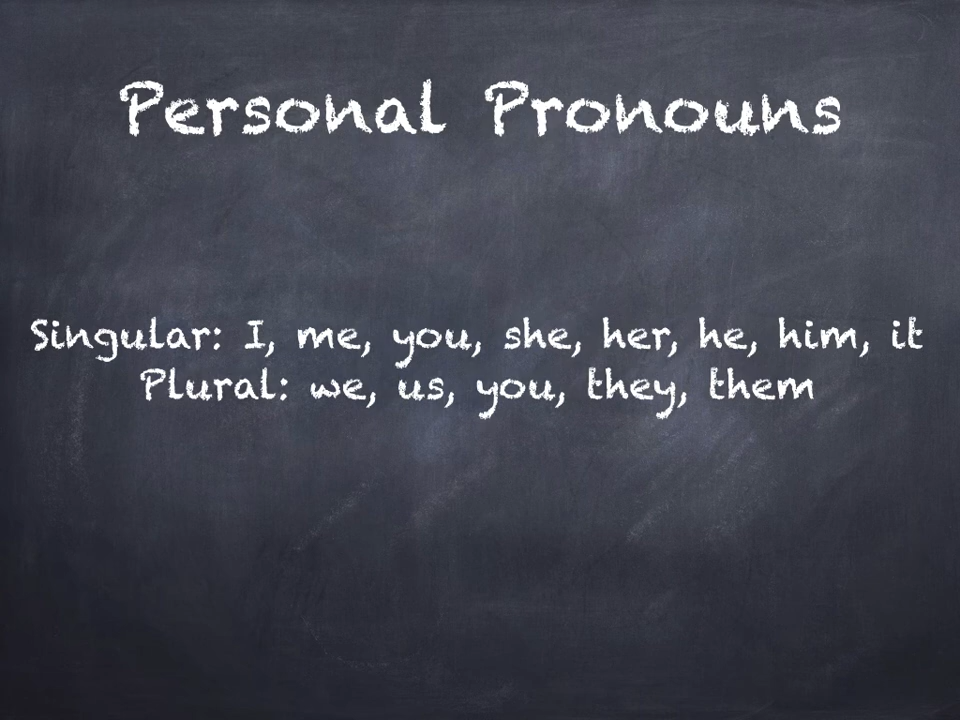 Personal Pronouns
Singular: I, me, you, she, her, he, him, it
Plural: we, us, you, they, them